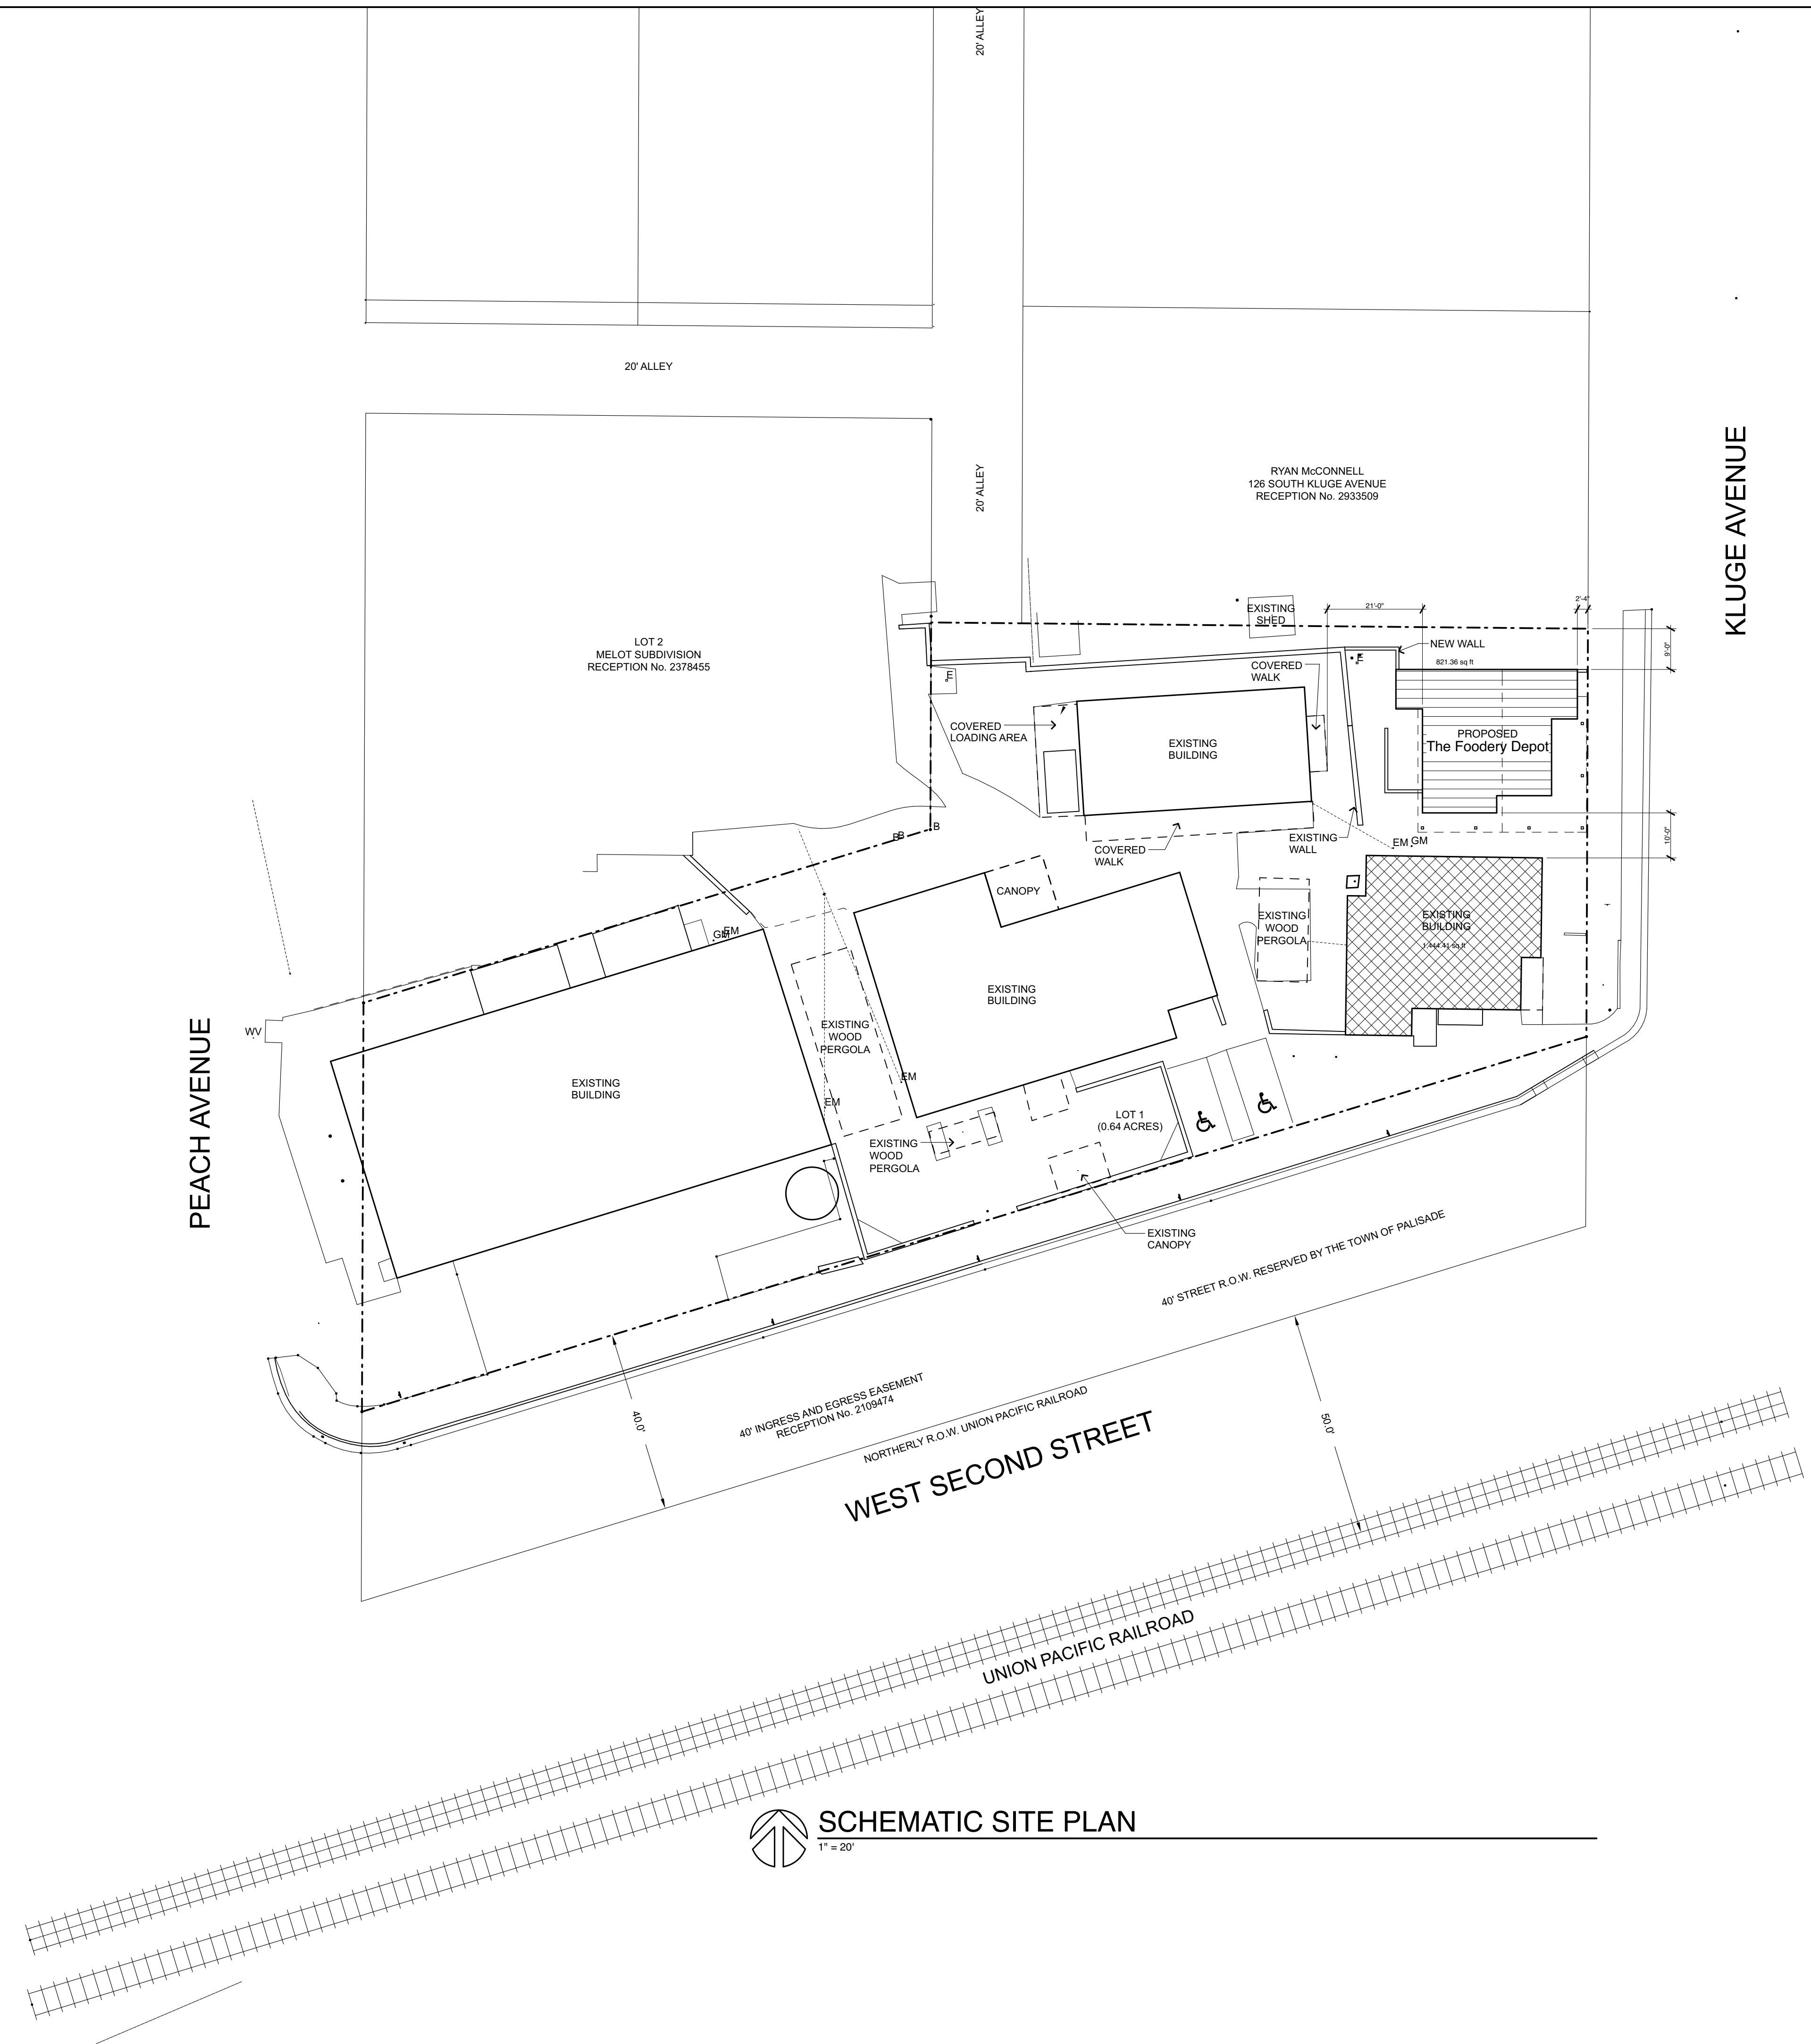 20' ALLEY
20' ALLEY
20' ALLEY
KLUGE AVENUE
RYAN McCONNELL
126 SOUTH KLUGE AVENUE
RECEPTION No. 2933509
LOT 2
MELOT SUBDIVISION
RECEPTION No. 2378455
EXISTING
SHED
21'-0"
2'-4"
9'-0"
NEW WALL
821.36 sq ft
E
E
COVERED
WALK
COVERED
LOADING AREA
EXISTING
BUILDING
PROPOSED
The Foodery Depot
10'-0"
B
B
B
EXISTING
WALL
EM
GM
COVERED
WALK
CANOPY
EXISTING
WOOD
PERGOLA
EXISTING
BUILDING
1,444.41 sq ft
GM
EM
EXISTING
BUILDING
EXISTING
WOOD
PERGOLA
WV
PEACH AVENUE
EXISTING
BUILDING
EM
EM
LOT 1
(0.64 ACRES)
EXISTING
WOOD
PERGOLA
EXISTING
CANOPY
40' STREET R.O.W. RESERVED BY THE TOWN OF PALISADE
40.0'
40' INGRESS AND EGRESS EASEMENT
RECEPTION No. 2109474
NORTHERLY R.O.W. UNION PACIFIC RAILROAD
50.0'
WEST SECOND STREET
UNION PACIFIC RAILROAD
SCHEMATIC SITE PLAN
1" = 20'